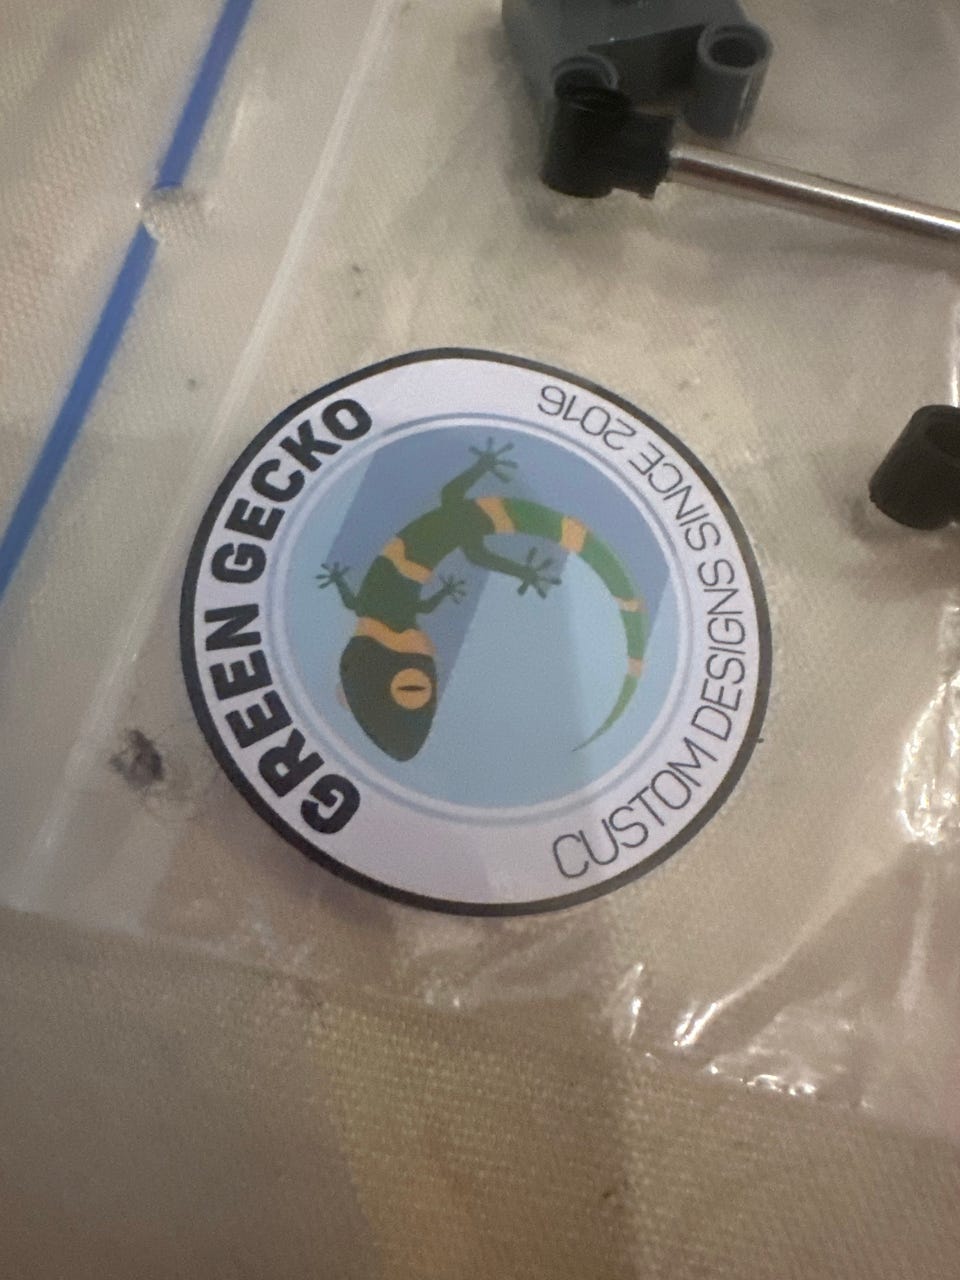 GREEN GECKO
CUSTOM DESIGNS SINCE 2016